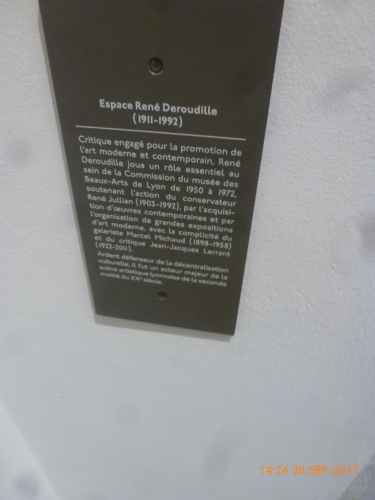 Espace René Deroudille
(1911-1992)
Critique engagé pour la promotion de
l'art moderne et contemporain, René
Deroudille joua un rôle essentiel au
sein de la Commission du musée des
Beaux-Arts de Lyon de 1950 à 1972,
soutenant l'action du conservateur
René Jullian (1903-1992), par l'acquisi-
tion d'œuvres contemporaines et par
l'organisation de grandes expositions
d'art moderne, avec la complicité du
galeriste Marcel Michaud (1898-1958)
et du critique Jean-Jacques Lerrant
(1922-2011).
Ardent défenseur de la décentralisation
culturelle, il fut un acteur majeur de la
scène artistique lyonnaise de la seconde
moitié du XXe siècle.
14:24 30/SEP/2017